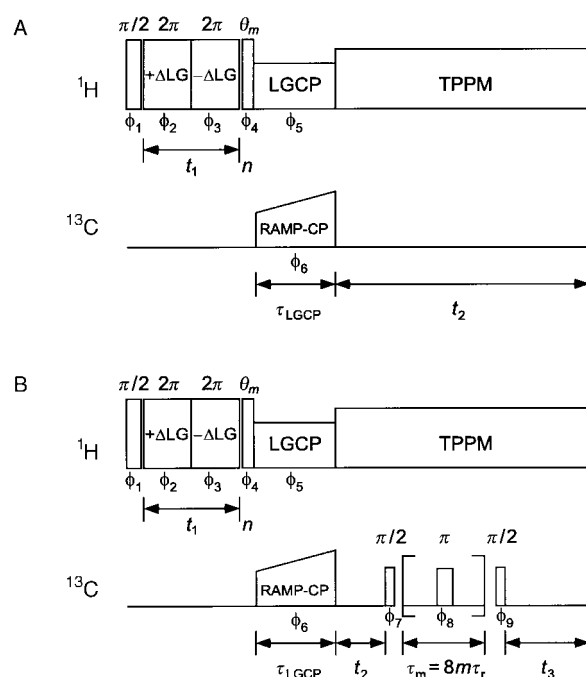 A
π/2 2π 2π θm
¹H
+ΔLG −ΔLG LGCP TPPM
ϕ1 ϕ2 ϕ3 ϕ4 ϕ5
t1 n
¹³C
RAMP-CP
ϕ6
τLGCP t2
B
π/2 2π 2π θm
¹H
+ΔLG −ΔLG LGCP TPPM
ϕ1 ϕ2 ϕ3 ϕ4 ϕ5
t1 n
π/2 π π/2
¹³C
RAMP-CP
ϕ6 ϕ7 ϕ8 ϕ9
τLGCP t2 τm = 8mτr t3